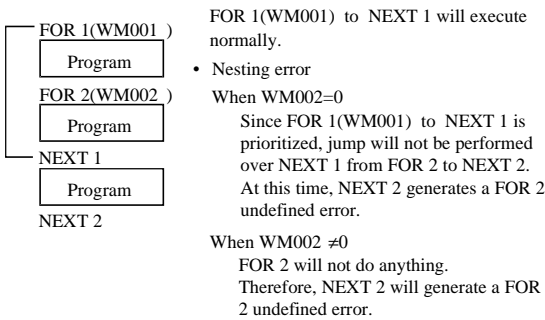 FOR 1(WM001 )
Program
FOR 2(WM002 )
Program
NEXT 1
Program
NEXT 2
FOR 1(WM001) to NEXT 1 will execute
normally.
• Nesting error
When WM002=0
Since FOR 1(WM001) to NEXT 1 is
prioritized, jump will not be performed
over NEXT 1 from FOR 2 to NEXT 2.
At this time, NEXT 2 generates a FOR 2
undefined error.
When WM002 ≠0
FOR 2 will not do anything.
Therefore, NEXT 2 will generate a FOR
2 undefined error.